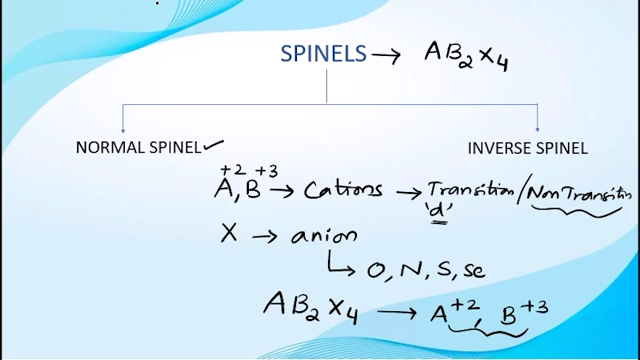 SPINELS → AB₂X₄
NORMAL SPINEL ✓ INVERSE SPINEL
A⁺², B⁺³ → Cations → Transition/Non Transition
'd'
X → anion
↳ O, N, S, Se
AB₂X₄ → A⁺², B⁺³